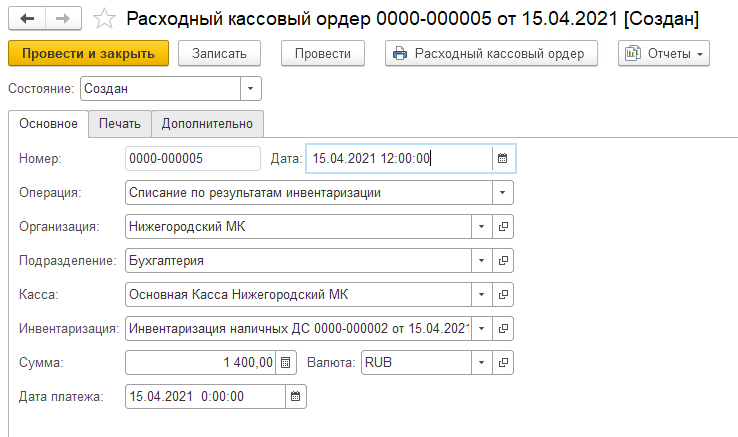 Расходный кассовый ордер 0000-000005 от 15.04.2021 [Создан]
Провести и закрыть Записать Провести Расходный кассовый ордер Отчеты
Состояние: Создан
Основное Печать Дополнительно
Номер: 0000-000005 Дата: 15.04.2021 12:00:00
Операция: Списание по результатам инвентаризации
Организация: Нижегородский МК
Подразделение: Бухгалтерия
Касса: Основная Касса Нижегородский МК
Инвентаризация: Инвентаризация наличных ДС 0000-000002 от 15.04.2021
Сумма: 1 400,00 Валюта: RUB
Дата платежа: 15.04.2021 0:00:00